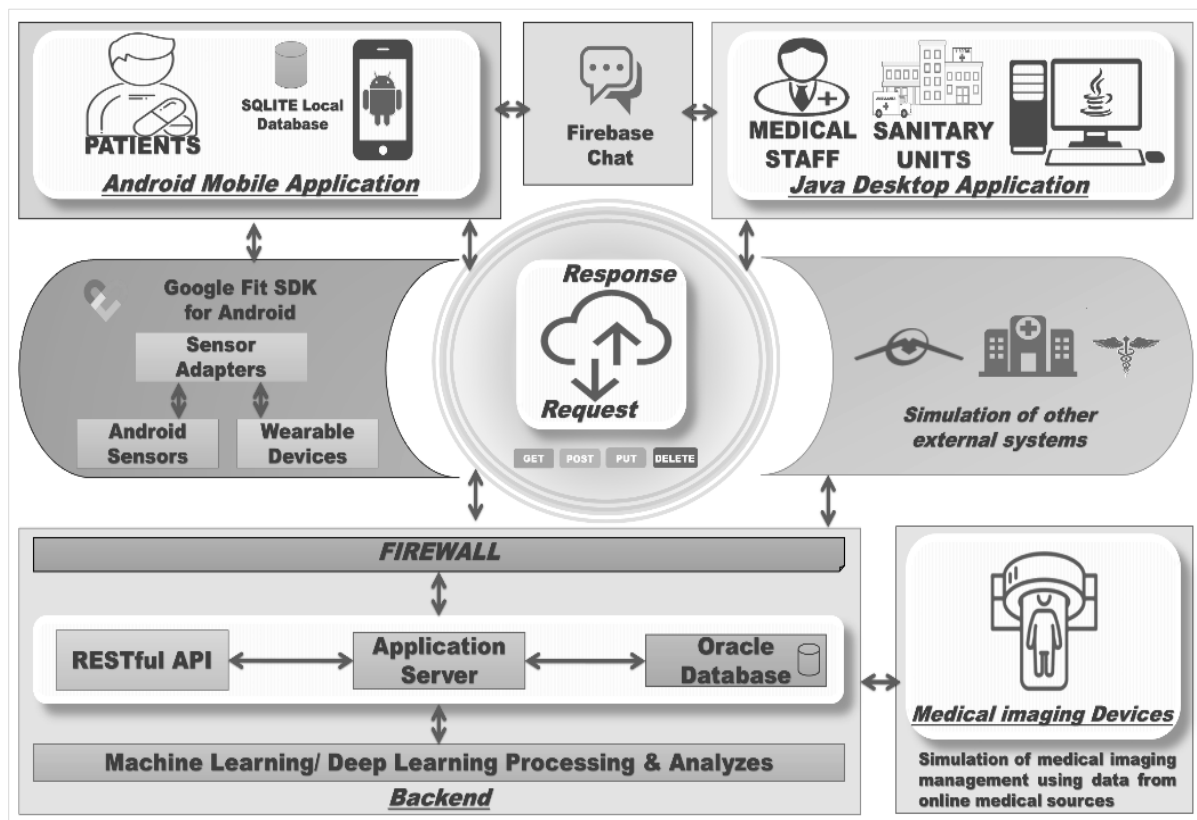 PATIENTS
SQLITE Local
Database
Android Mobile Application
Firebase
Chat
MEDICAL
STAFF
SANITARY
UNITS
Java Desktop Application
Google Fit SDK
for Android
Sensor
Adapters
Android
Sensors
Wearable
Devices
Response
Request
GET
POST
PUT
DELETE
Simulation of other
external systems
FIREWALL
RESTful API
Application
Server
Oracle
Database
Machine Learning/ Deep Learning Processing & Analyzes
Backend
Medical imaging Devices
Simulation of medical imaging
management using data from
online medical sources